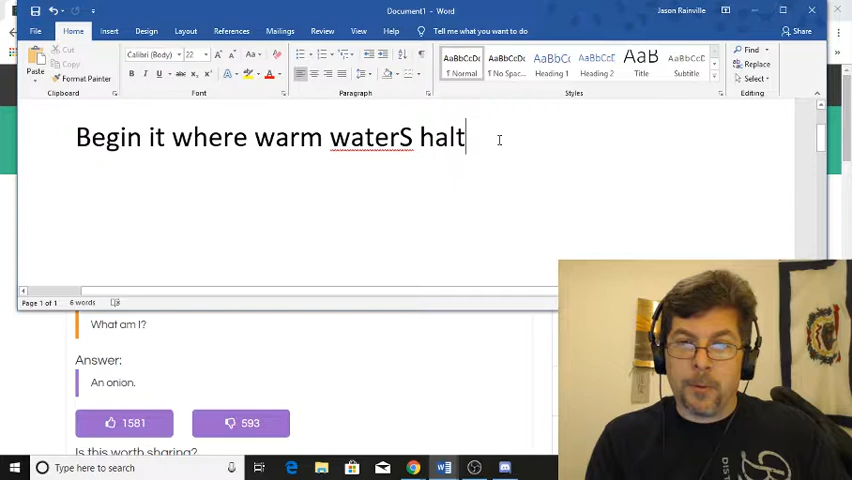 Document1 - Word
Jason Rainville
File Home Insert Design Layout References Mailings Review View Help Tell me what you want to do Share
Paste
Cut
Copy
Format Painter
Clipboard
Calibri (Body) 22
Font
Paragraph
AaBbCcDc AaBbCcDc AaBbCc AaBbCcD AaB AaBbCcD
¶ Normal ¶ No Spac... Heading 1 Heading 2 Title Subtitle
Styles
Find
Replace
Select
Editing
Begin it where warm waterS halt
Page 1 of 1 6 words
What am I?
Answer:
An onion.
1581 593
Is this worth sharing?
Type here to search